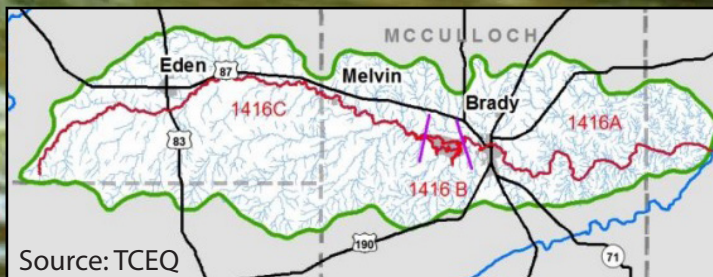 MCCULLOCH
Eden
87
Melvin
Brady
1416C
1416A
83
1416 B
190
71
Source: TCEQ